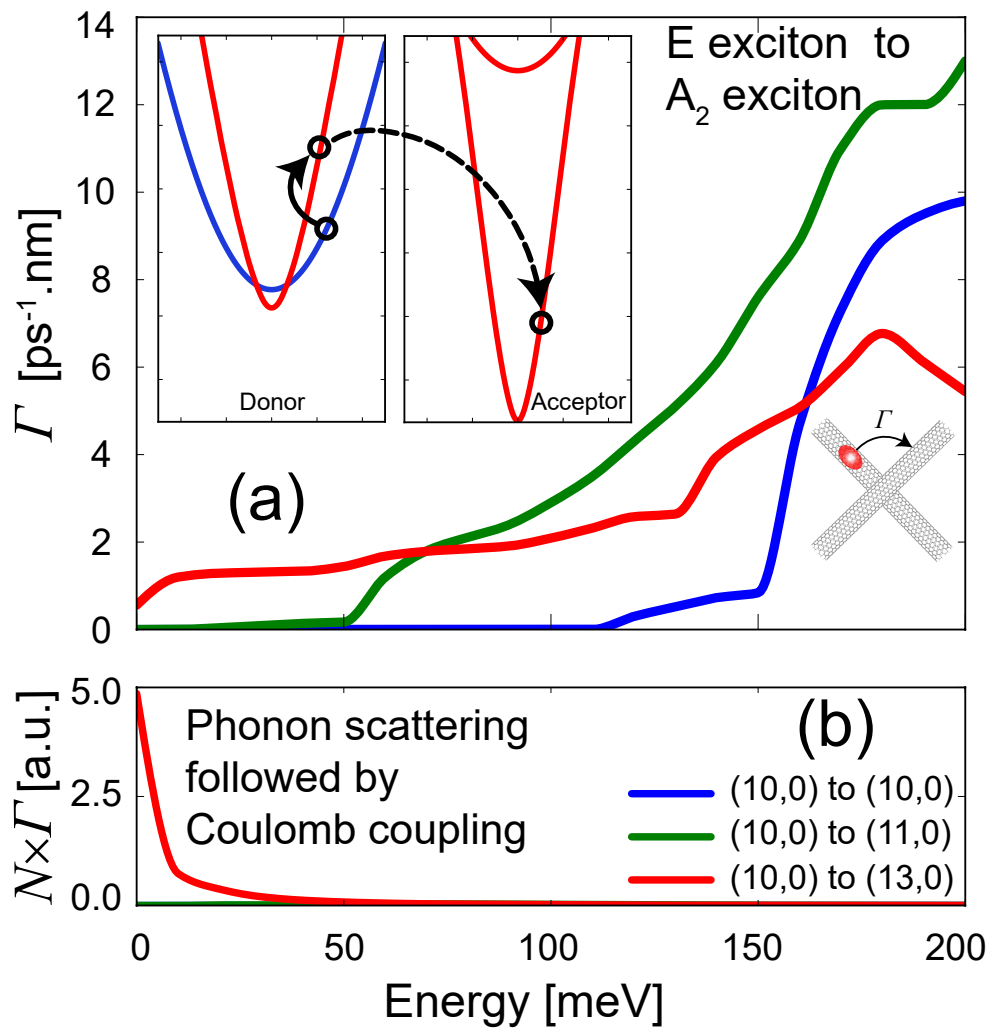 14
12
10
8
6
4
2
0
Γ [ps⁻¹.nm]
E exciton to
A₂ exciton
Donor
Acceptor
(a)
Γ
5.0
2.5
0.0
N×Γ [a.u.]
Phonon scattering
followed by
Coulomb coupling
(b)
(10,0) to (10,0)
(10,0) to (11,0)
(10,0) to (13,0)
0 50 100 150 200
Energy [meV]